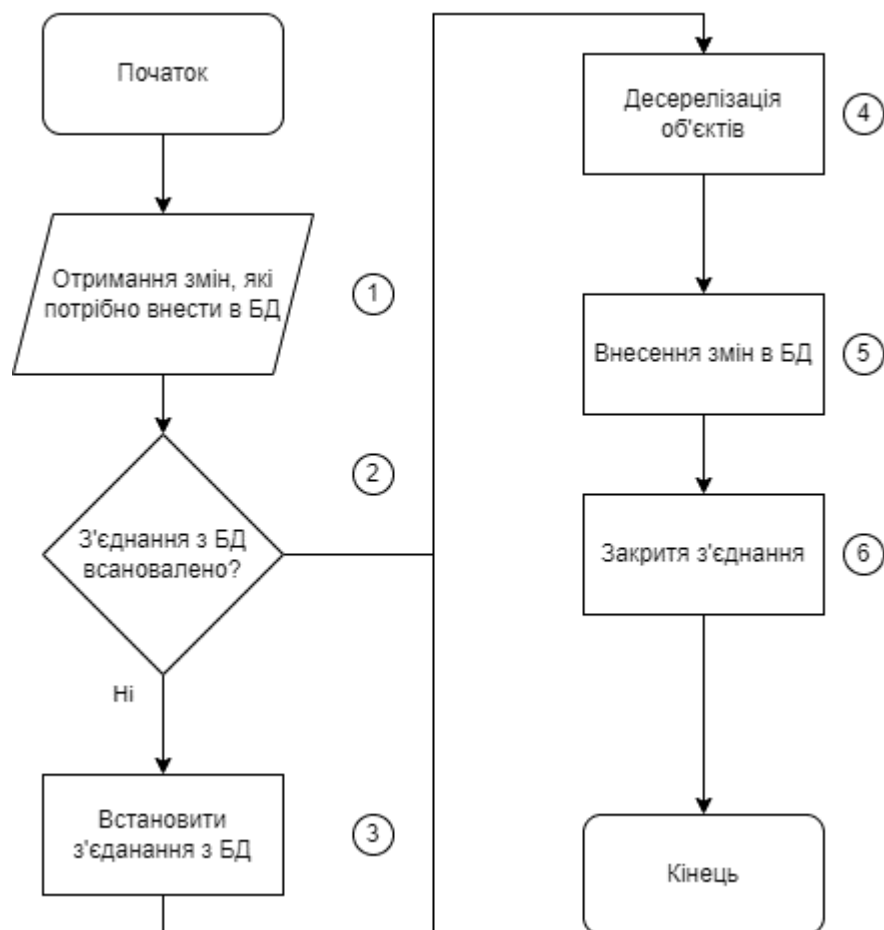 Початок
Отримання змін, які
потрібно внести в БД
1
2
З'єднання з БД
всановалено?
Ні
Встановити
з'єданання з БД
3
Десерелізація
об'єктів
4
Внесення змін в БД
5
Закритя з'єднання
6
Кінець